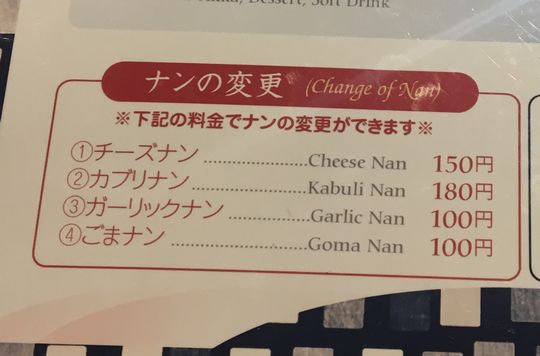 Dessert, Soft Drink
ナンの変更 (Change of Nan)
※下記の料金でナンの変更ができます※
①チーズナン..................Cheese Nan 150円
②カブリナン..................Kabuli Nan 180円
③ガーリックナン..............Garlic Nan 100円
④ごまナン......................Goma Nan 100円